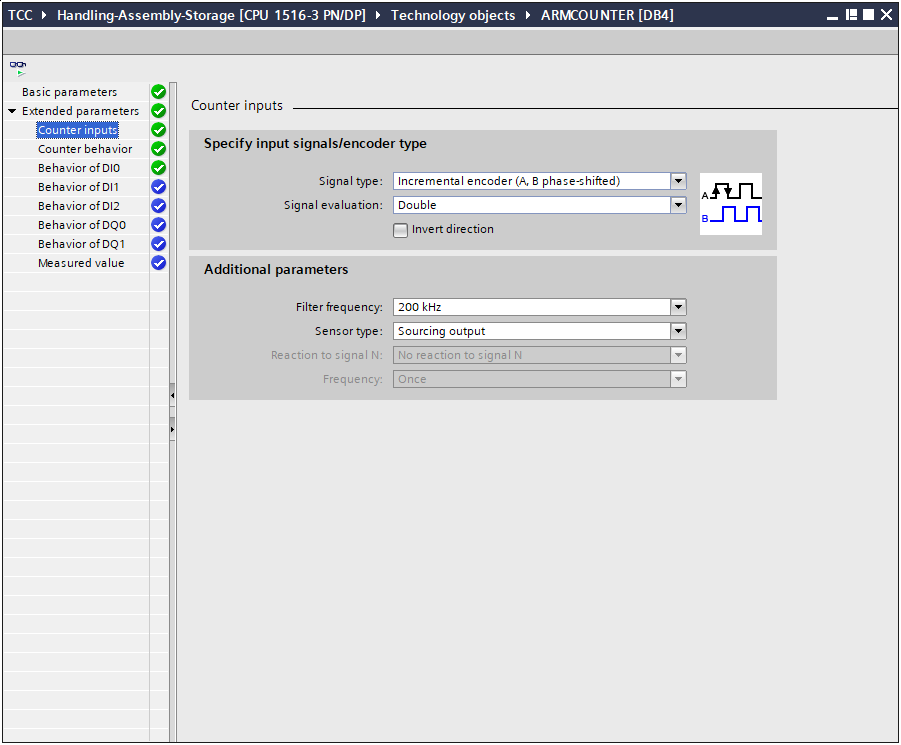 TCC Handling-Assembly-Storage [CPU 1516-3 PN/DP] Technology objects ARMCOUNTER [DB4]
Basic parameters
Extended parameters
Counter inputs
Counter behavior
Behavior of DI0
Behavior of DI1
Behavior of DI2
Behavior of DQ0
Behavior of DQ1
Measured value
Counter inputs
Specify input signals/encoder type
Signal type: Incremental encoder (A, B phase-shifted)
Signal evaluation: Double
Invert direction
A
B
Additional parameters
Filter frequency: 200 kHz
Sensor type: Sourcing output
Reaction to signal N: No reaction to signal N
Frequency: Once